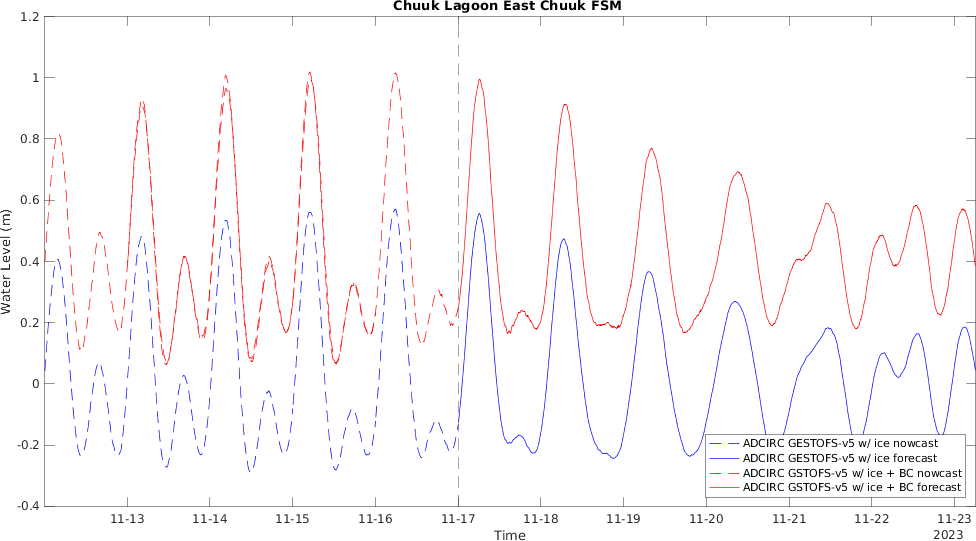 Chuuk Lagoon East Chuuk FSM
1.2
1
0.8
0.6
0.4
0.2
0
-0.2
-0.4
Water Level (m)
ADCIRC GESTOFS-v5 w/ ice nowcast
ADCIRC GESTOFS-v5 w/ ice forecast
ADCIRC GSTOFS-v5 w/ ice + BC nowcast
ADCIRC GSTOFS-v5 w/ ice + BC forecast
11-13 11-14 11-15 11-16 11-17 11-18 11-19 11-20 11-21 11-22 11-23
Time
2023